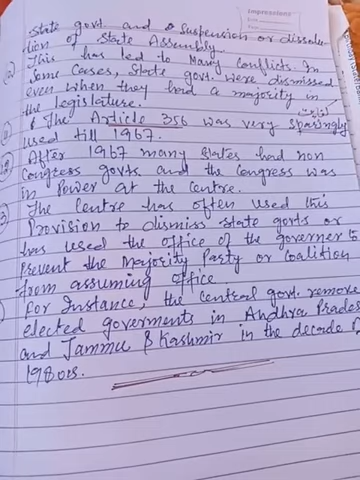 Impressions
state govt. and suspension or dissolu-
tion of State Assembly.
This has led to Many conflicts. In
Some Cases, State govt. were dismissed
even when they had a majority in
the legislature.
The Article 356 was very sparingly
used till 1967.
After 1967 many states had non
Congress govts and the Congress was
in Power at the centre.
The Centre has often used this
Provision to dismiss state govts or
has used the office of the governer to
Prevent the Majority Party or coalition
from assuming office
For Instance, the central govt. remove
elected goverments in Andhra Prades
and Jammu & Kashmir in the decade of
1980s.